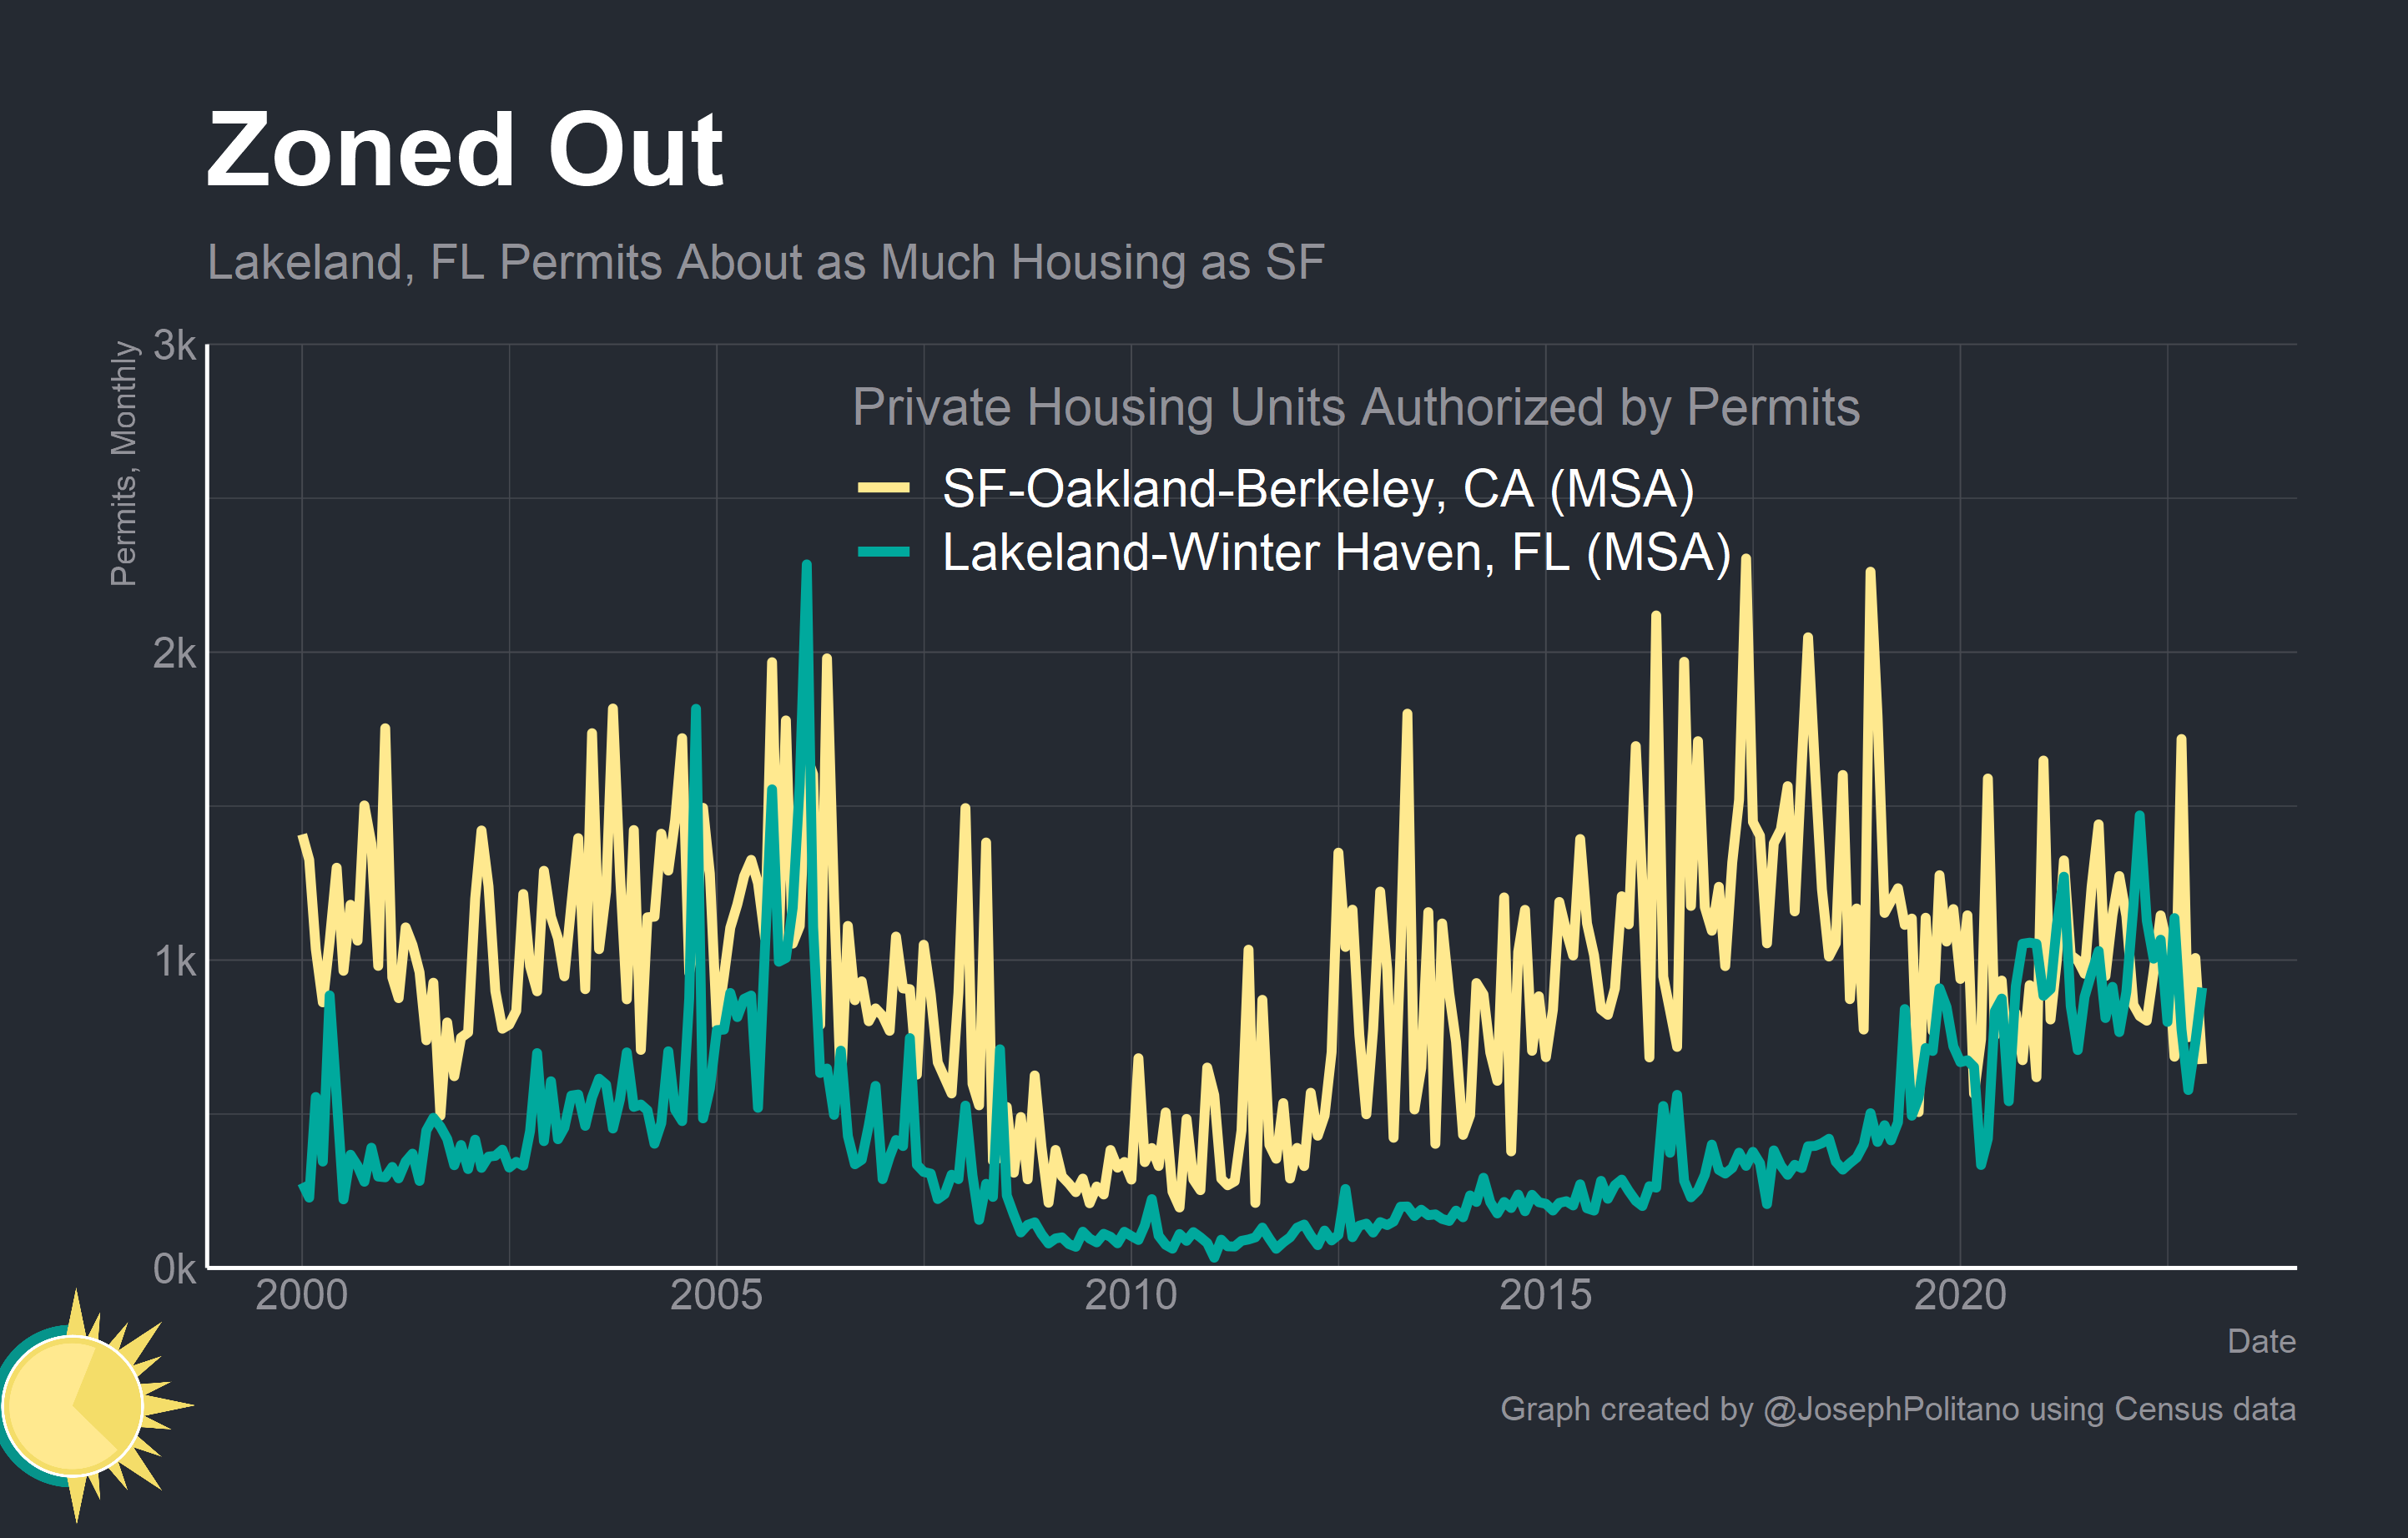 Zoned Out
Lakeland, FL Permits About as Much Housing as SF
Permits, Monthly
3k
2k
1k
0k
Private Housing Units Authorized by Permits
SF-Oakland-Berkeley, CA (MSA)
Lakeland-Winter Haven, FL (MSA)
2000
2005
2010
2015
2020
Date
Graph created by @JosephPolitano using Census data